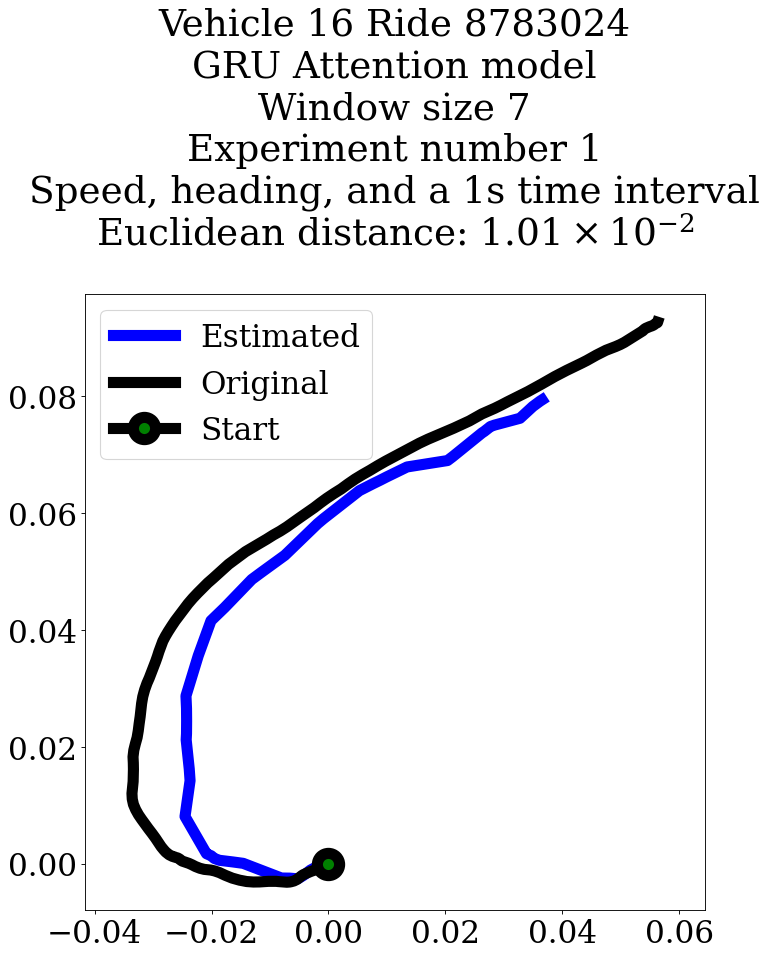 Vehicle 16 Ride 8783024
GRU Attention model
Window size 7
Experiment number 1
Speed, heading, and a 1s time interval
Euclidean distance: 1.01 × 10⁻²
Estimated
Original
Start
0.08
0.06
0.04
0.02
0.00
−0.04 −0.02 0.00 0.02 0.04 0.06